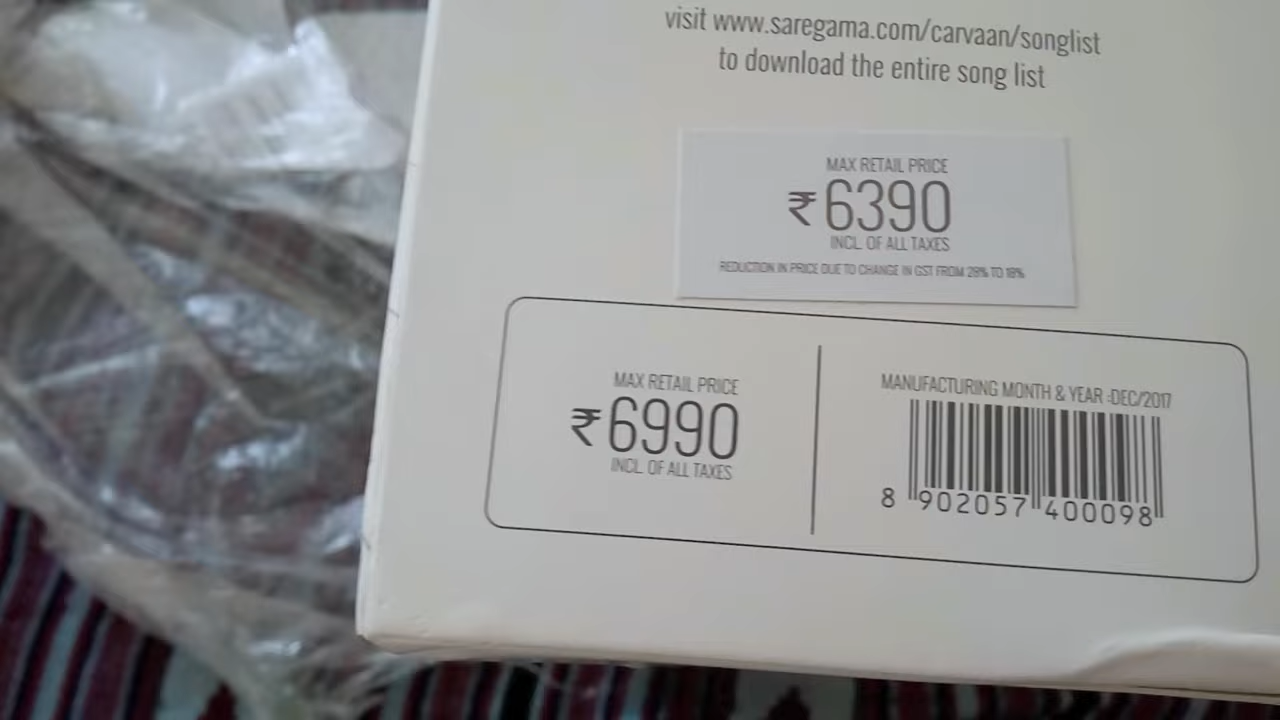 visit www.saregama.com/carvaan/songlist
to download the entire song list
MAX RETAIL PRICE
₹6390
INCL. OF ALL TAXES
REDUCTION IN PRICE DUE TO CHANGE IN GST FROM 28% TO 18%
MAX RETAIL PRICE
₹6990
INCL. OF ALL TAXES
MANUFACTURING MONTH & YEAR :DEC/2017
8 902057 400098